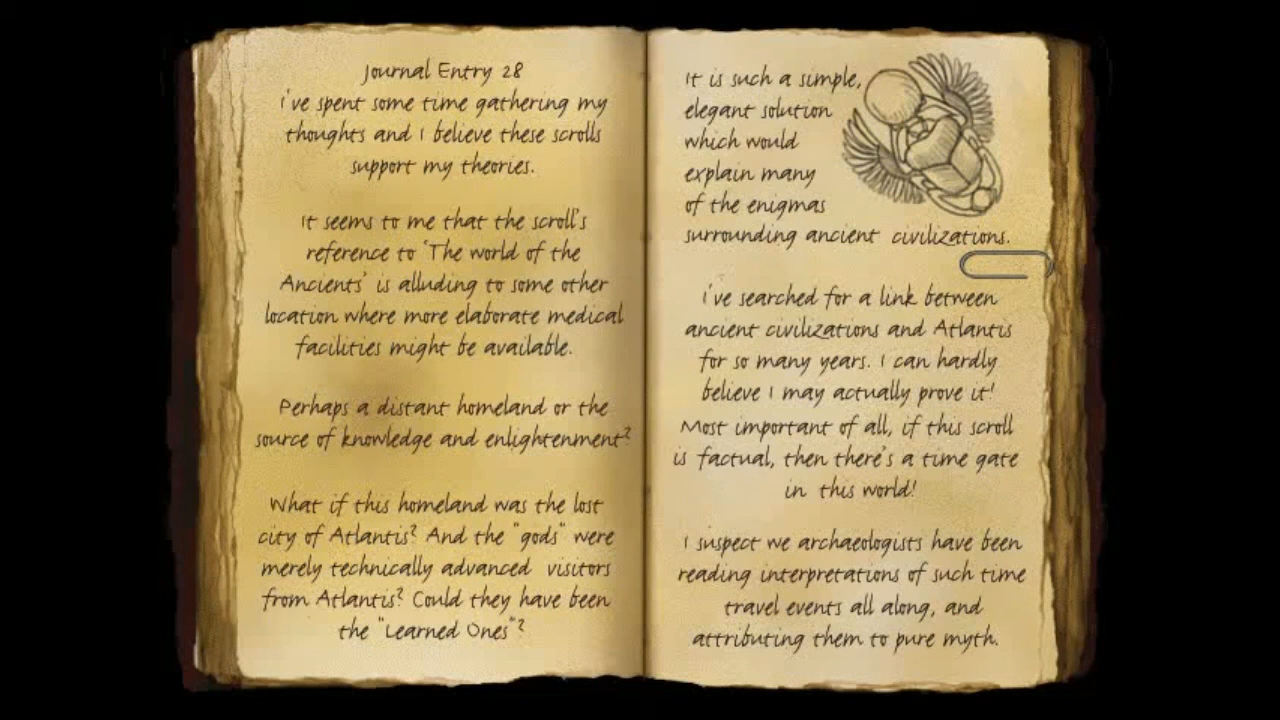 Journal Entry 28
I've spent some time gathering my
thoughts and I believe these scrolls
support my theories.
It seems to me that the scroll's
reference to 'The world of the
Ancients' is alluding to some other
location where more elaborate medical
facilities might be available.
Perhaps a distant homeland or the
source of knowledge and enlightenment?
What if this homeland was the lost
city of Atlantis? And the "gods" were
merely technically advanced visitors
from Atlantis? Could they have been
the "Learned Ones"?
It is such a simple,
elegant solution
which would
explain many
of the enigmas
surrounding ancient civilizations.
I've searched for a link between
ancient civilizations and Atlantis
for so many years. I can hardly
believe I may actually prove it!
Most important of all, if this scroll
is factual, then there's a time gate
in this world!
I suspect we archaeologists have been
reading interpretations of such time
travel events all along, and
attributing them to pure myth.